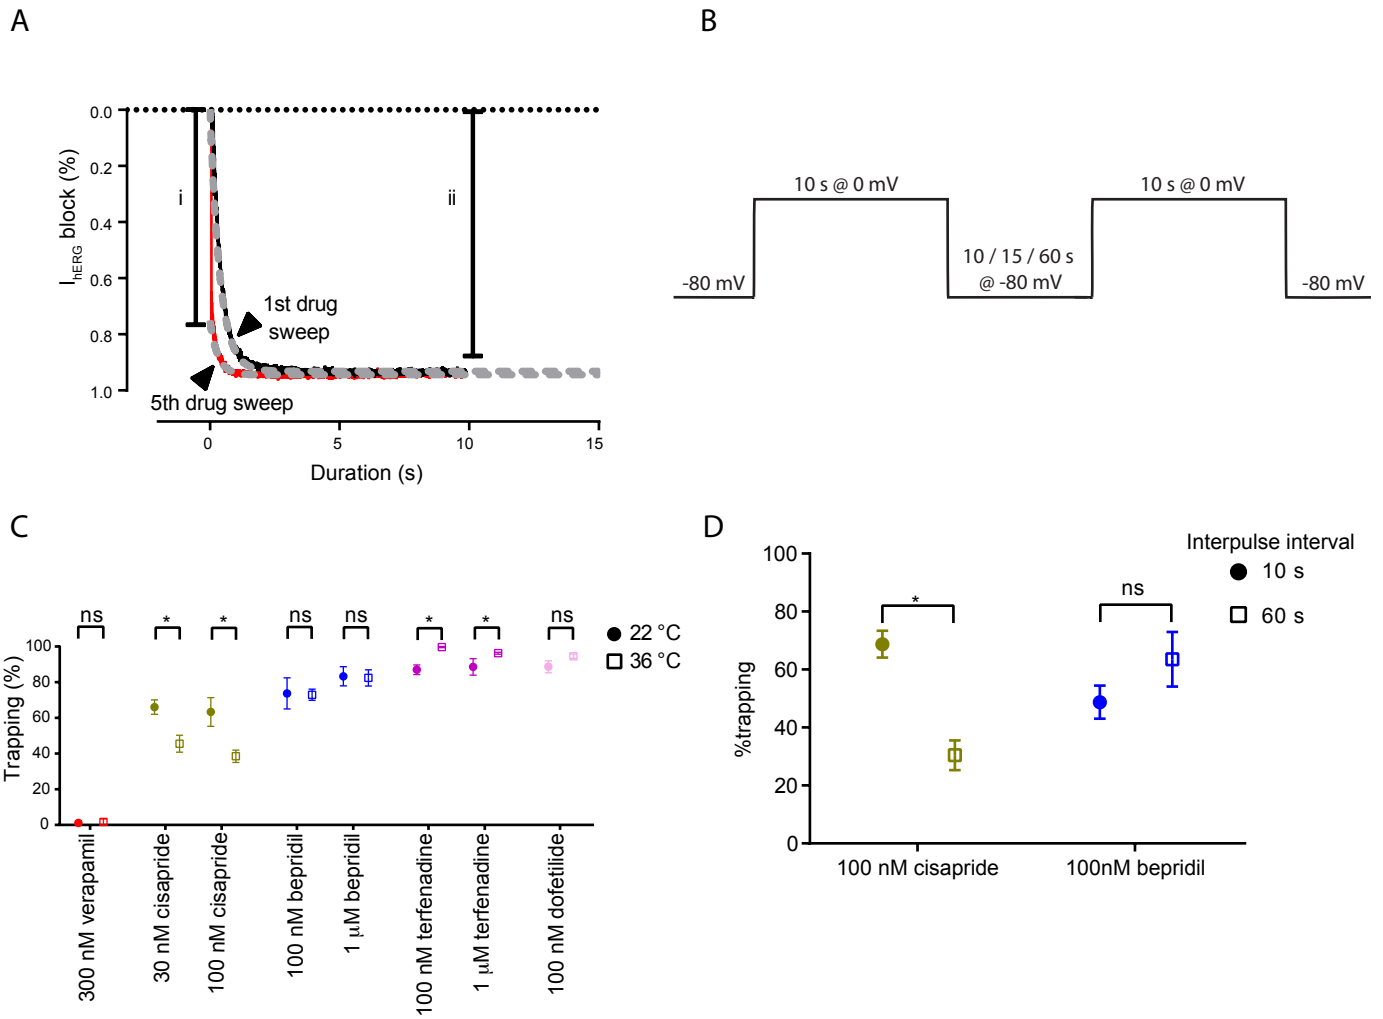 A
B
0.0
0.2
0.4
0.6
0.8
1.0
I hERG block (%)
i
ii
1st drug
sweep
5th drug sweep
0
5
10
15
Duration (s)
10 s @ 0 mV
10 s @ 0 mV
10 / 15 / 60 s
@ -80 mV
-80 mV
-80 mV
C
ns
*
*
ns
ns
*
*
ns
22 °C
36 °C
100
80
60
40
20
0
Trapping (%)
300 nM verapamil
30 nM cisapride
100 nM cisapride
100 nM bepridil
1 μM bepridil
100 nM terfenadine
1 μM terfenadine
100 nM dofetilide
D
Interpulse interval
10 s
60 s
*
ns
100
80
60
40
20
0
%trapping
100 nM cisapride
100nM bepridil